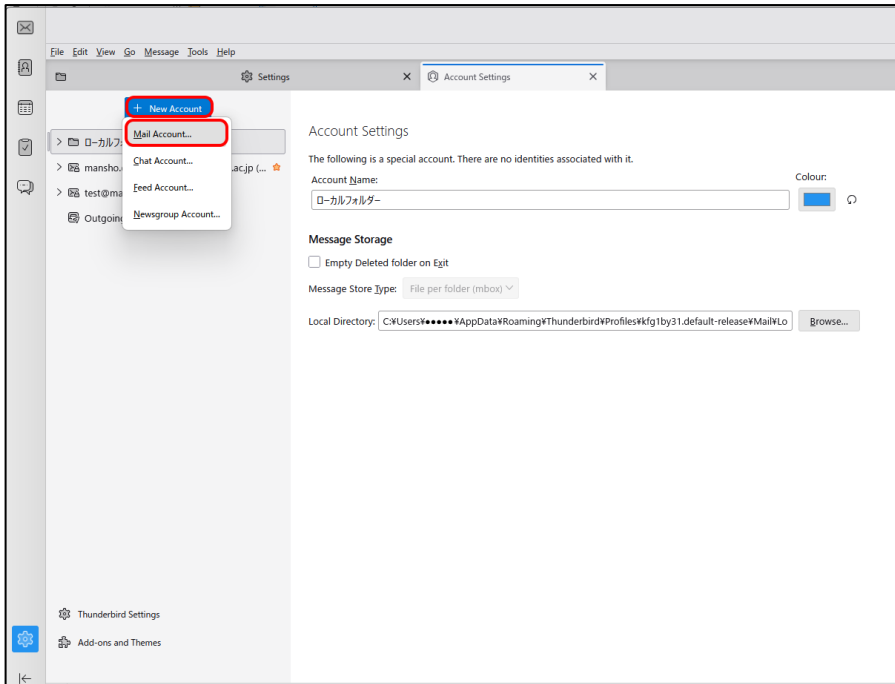 File Edit View Go Message Tools Help
Settings
Account Settings
New Account
Mail Account...
Chat Account...
Feed Account...
Newsgroup Account...
ローカルフォ
mansho. ac.jp (...
test@ma
Outgoin
Thunderbird Settings
Add-ons and Themes
Account Settings
The following is a special account. There are no identities associated with it.
Account Name:
Colour:
ローカルフォルダー
Message Storage
Empty Deleted folder on Exit
Message Store Type: File per folder (mbox)
Local Directory: C:¥Users¥●●●●●¥AppData¥Roaming¥Thunderbird¥Profiles¥kfg1by31.default-release¥Mail¥Lo Browse...